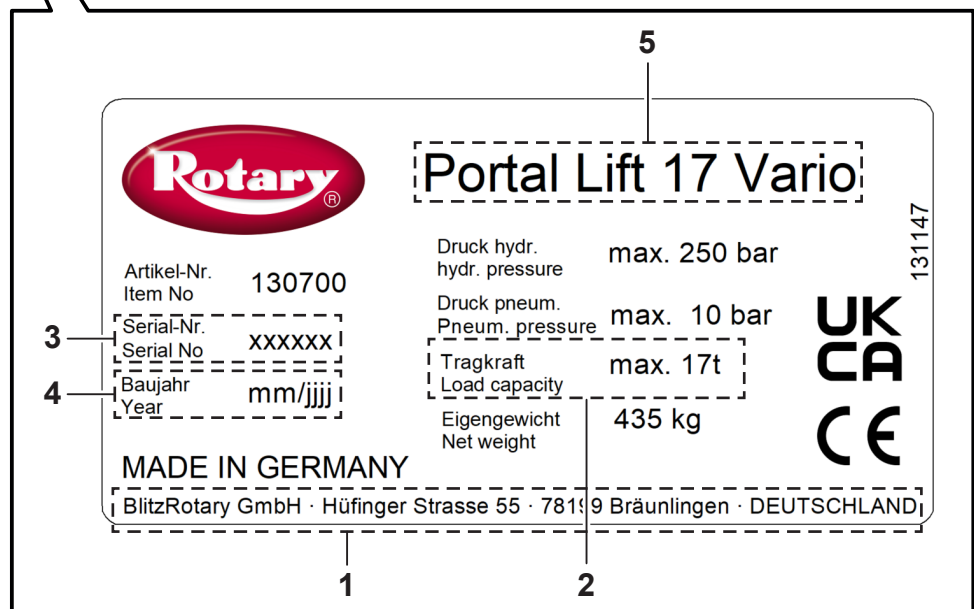 5
Rotary
®
Portal Lift 17 Vario
131147
Druck hydr.
hydr. pressure
max. 250 bar
Artikel-Nr.
Item No
130700
Druck pneum.
Pneum. pressure
max. 10 bar
3
Serial-Nr.
Serial No
xxxxxx
Tragkraft
Load capacity
max. 17t
UK
CA
4
Baujahr
Year
mm/jjjj
Eigengewicht
Net weight
435 kg
CE
MADE IN GERMANY
BlitzRotary GmbH · Hüfinger Strasse 55 · 78199 Bräunlingen · DEUTSCHLAND
1
2